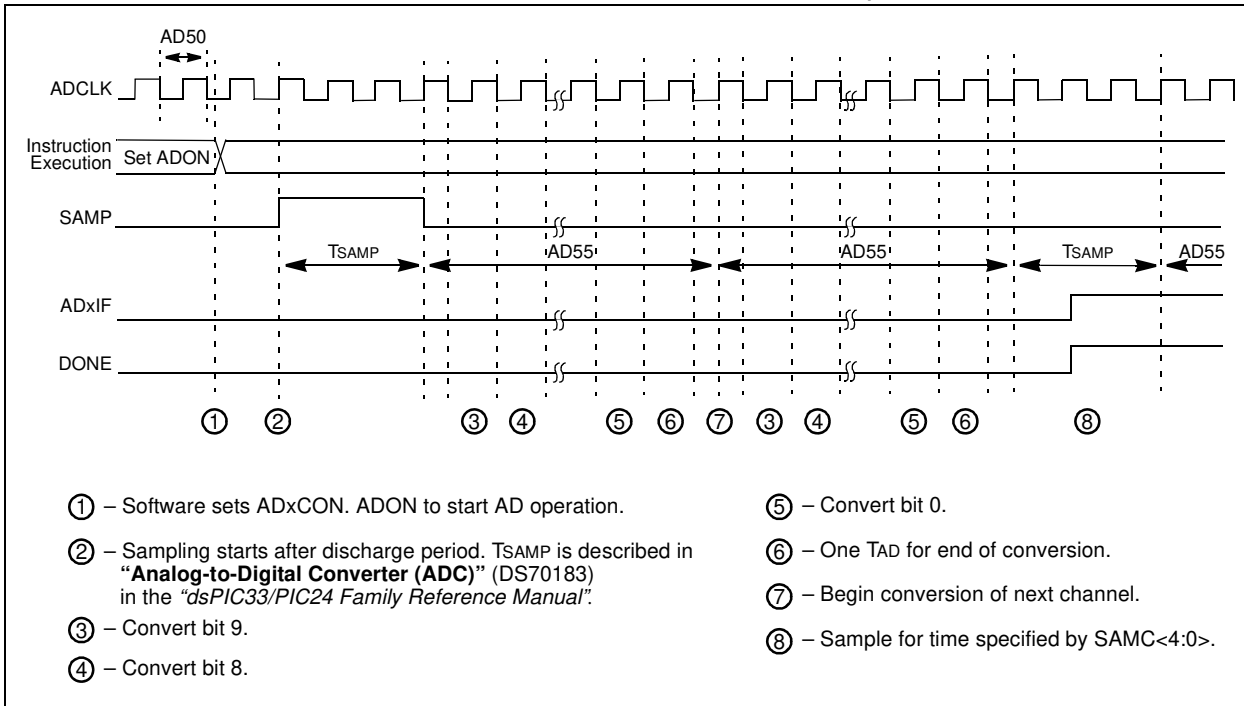 AD50
ADCLK
Instruction
Execution
Set ADON
SAMP
TSAMP
AD55
AD55
TSAMP
AD55
ADxIF
DONE
1 2 3 4 5 6 7 3 4 5 6 8
1 – Software sets ADxCON. ADON to start AD operation.
2 – Sampling starts after discharge period. TSAMP is described in
“Analog-to-Digital Converter (ADC)” (DS70183)
in the “dsPIC33/PIC24 Family Reference Manual”.
3 – Convert bit 9.
4 – Convert bit 8.
5 – Convert bit 0.
6 – One TAD for end of conversion.
7 – Begin conversion of next channel.
8 – Sample for time specified by SAMC<4:0>.